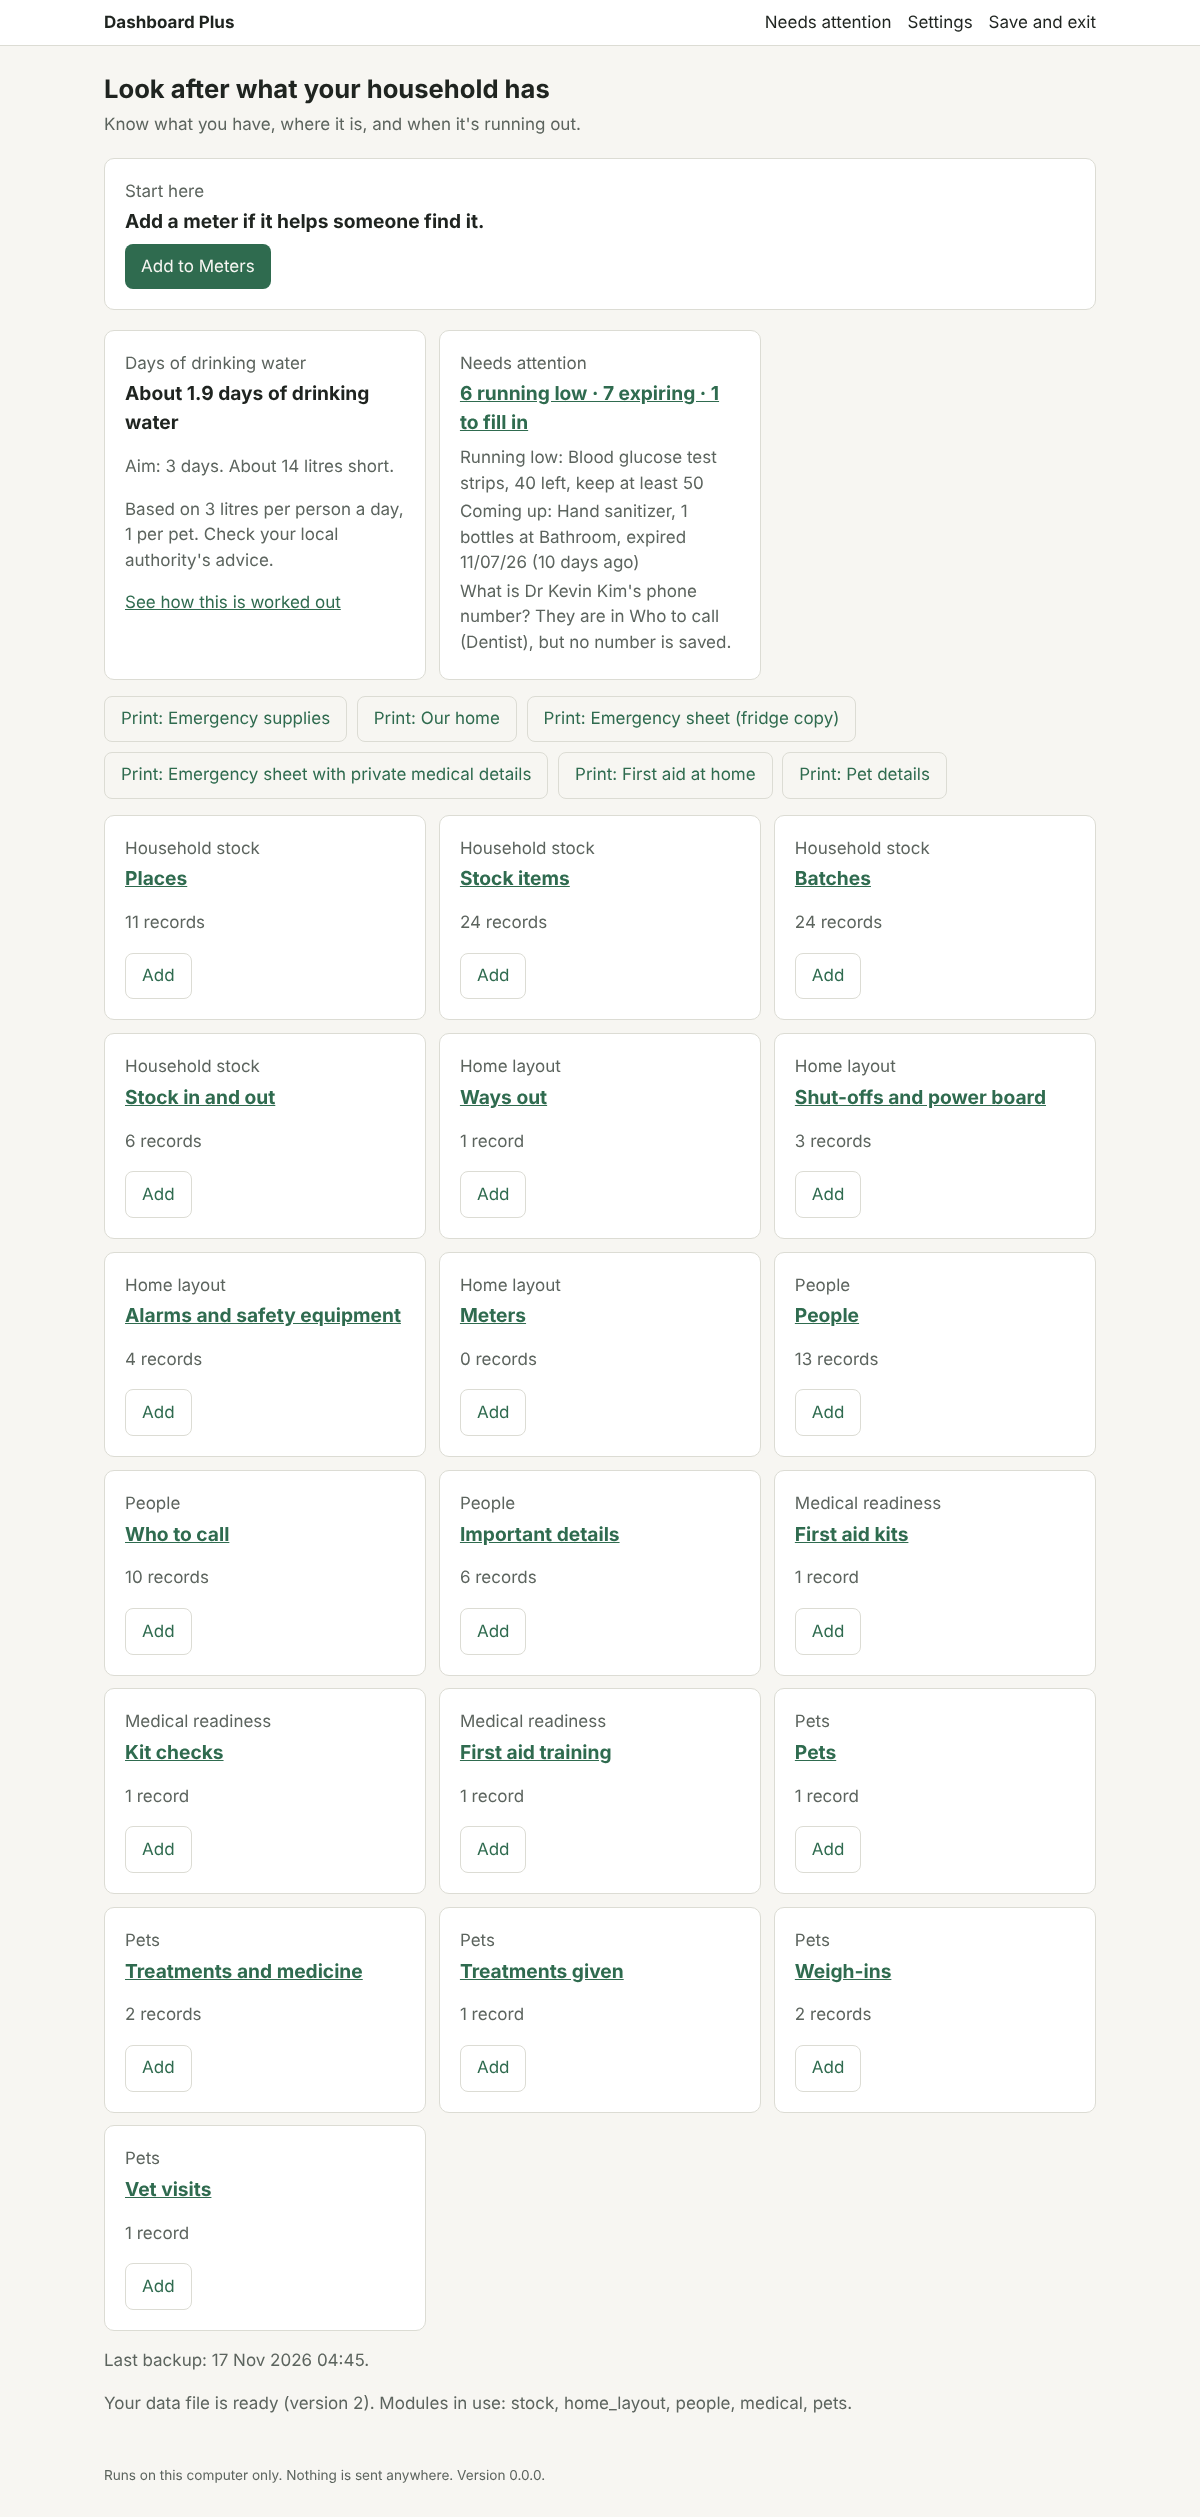 Dashboard Plus
Needs attention Settings Save and exit
Look after what your household has
Know what you have, where it is, and when it's running out.
Start here
Add a meter if it helps someone find it.
Add to Meters
Days of drinking water
About 1.9 days of drinking
water
Aim: 3 days. About 14 litres short.
Based on 3 litres per person a day,
1 per pet. Check your local
authority's advice.
See how this is worked out
Needs attention
6 running low · 7 expiring · 1
to fill in
Running low: Blood glucose test
strips, 40 left, keep at least 50
Coming up: Hand sanitizer, 1
bottles at Bathroom, expired
11/07/26 (10 days ago)
What is Dr Kevin Kim's phone
number? They are in Who to call
(Dentist), but no number is saved.
Print: Emergency supplies
Print: Our home
Print: Emergency sheet (fridge copy)
Print: Emergency sheet with private medical details
Print: First aid at home
Print: Pet details
Household stock
Places
11 records
Add
Household stock
Stock items
24 records
Add
Household stock
Batches
24 records
Add
Household stock
Stock in and out
6 records
Add
Home layout
Ways out
1 record
Add
Home layout
Shut-offs and power board
3 records
Add
Home layout
Alarms and safety equipment
4 records
Add
Home layout
Meters
0 records
Add
People
People
13 records
Add
People
Who to call
10 records
Add
People
Important details
6 records
Add
Medical readiness
First aid kits
1 record
Add
Medical readiness
Kit checks
1 record
Add
Medical readiness
First aid training
1 record
Add
Pets
Pets
1 record
Add
Pets
Treatments and medicine
2 records
Add
Pets
Treatments given
1 record
Add
Pets
Weigh-ins
2 records
Add
Pets
Vet visits
1 record
Add
Last backup: 17 Nov 2026 04:45.
Your data file is ready (version 2). Modules in use: stock, home_layout, people, medical, pets.
Runs on this computer only. Nothing is sent anywhere. Version 0.0.0.